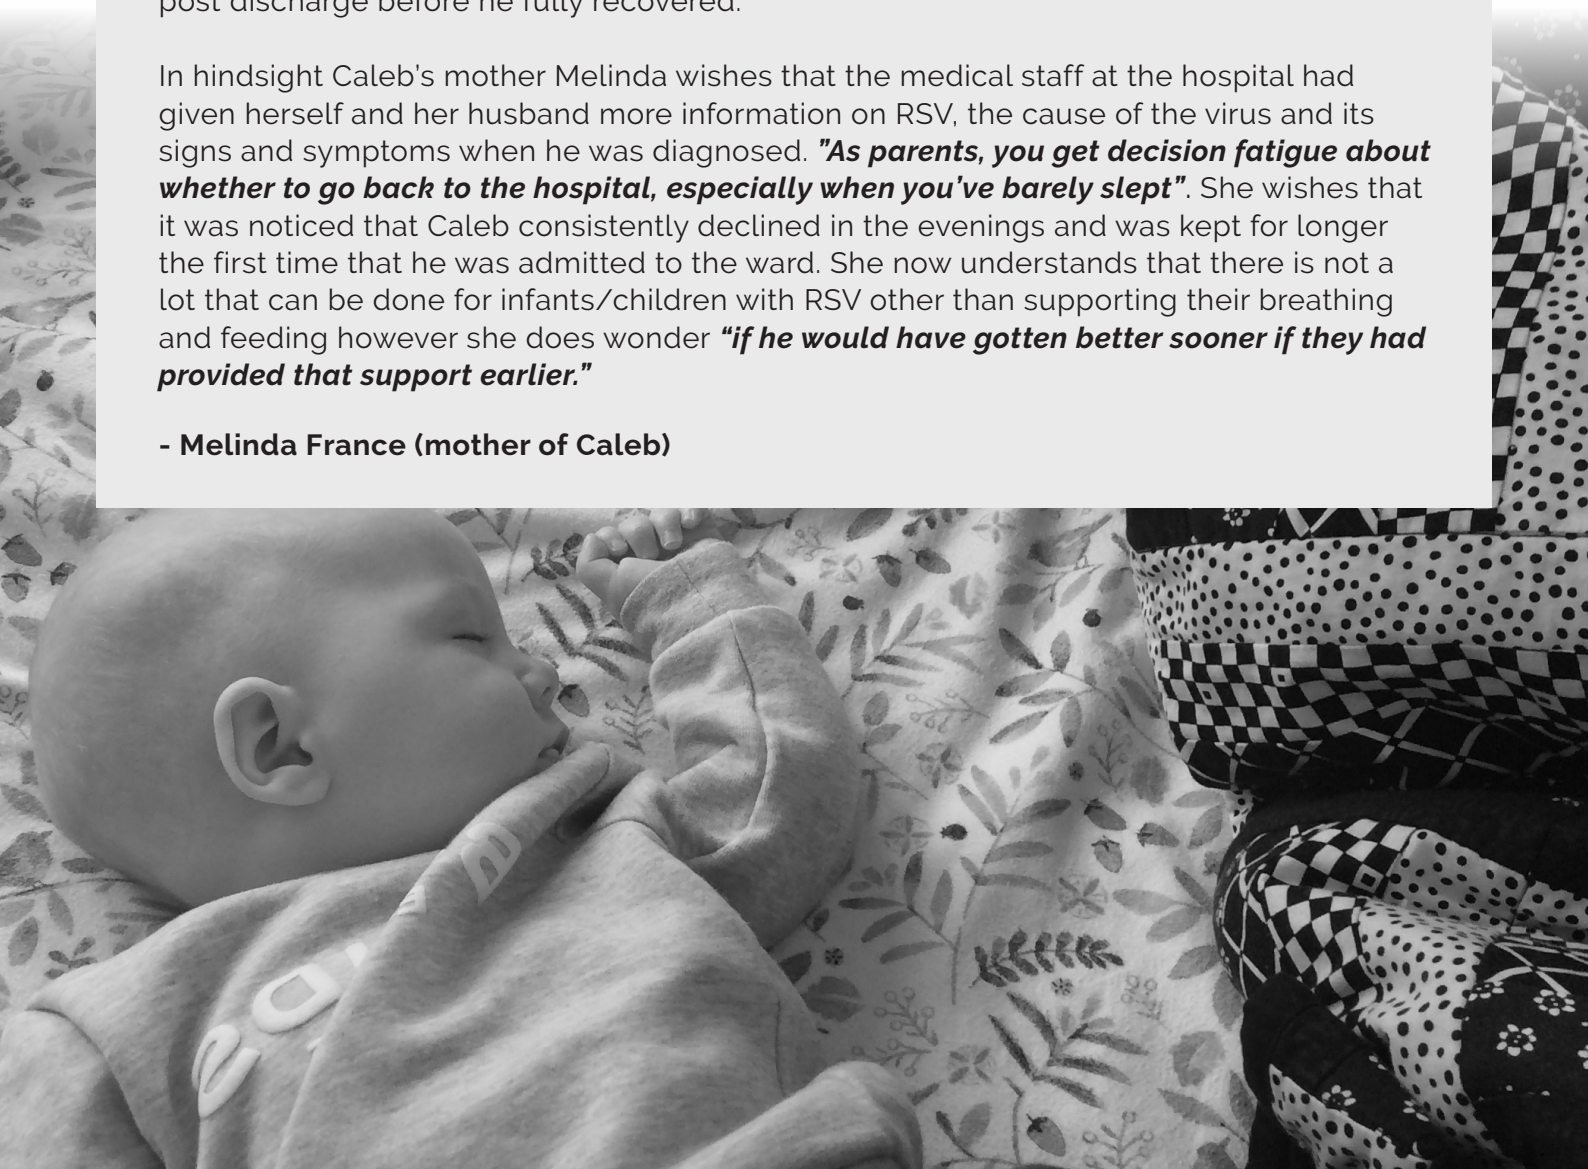 post discharge before he fully recovered.
In hindsight Caleb’s mother Melinda wishes that the medical staff at the hospital had
given herself and her husband more information on RSV, the cause of the virus and its
signs and symptoms when he was diagnosed. ”As parents, you get decision fatigue about
whether to go back to the hospital, especially when you’ve barely slept”. She wishes that
it was noticed that Caleb consistently declined in the evenings and was kept for longer
the first time that he was admitted to the ward. She now understands that there is not a
lot that can be done for infants/children with RSV other than supporting their breathing
and feeding however she does wonder “if he would have gotten better sooner if they had
provided that support earlier.”
- Melinda France (mother of Caleb)